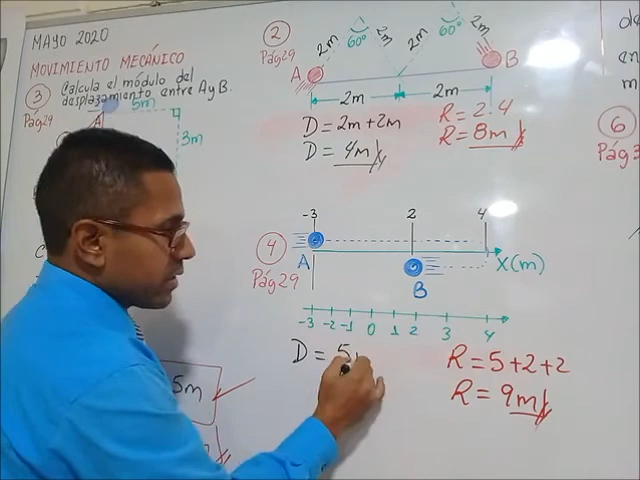 MAYO 2020
MOVIMIENTO MECÁNICO
3
Pág29
Calcula el módulo del
desplazamiento entre A y B.
5m
A
3m
5m
2
Pág29
2m
60°
2m
2m
60°
2m
A
B
2m
2m
D = 2m+2m
D = 4m
R = 2·4
R = 8m
4
Pág29
-3
2
4
A
B
X(m)
-3 -2 -1 0 1 2 3 4
D = 5
R = 5+2+2
R = 9m
en
m
6